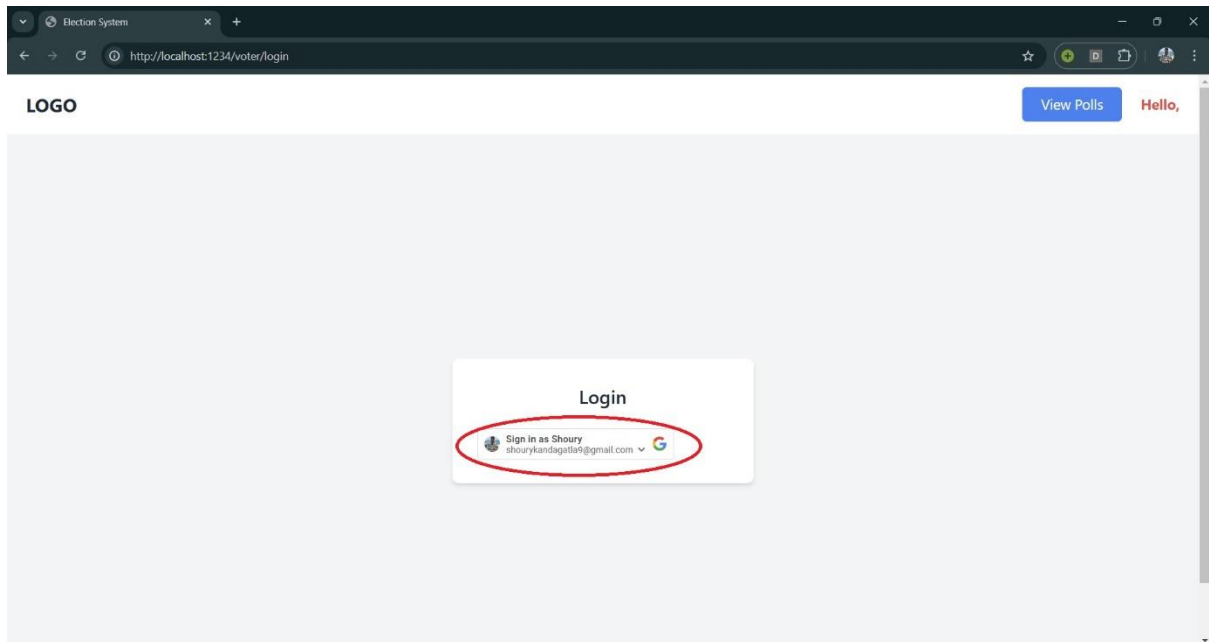 Election System
http://localhost:1234/voter/login
D
LOGO
View Polls
Hello,
Login
Sign in as Shoury
shourykandagatla9@gmail.com